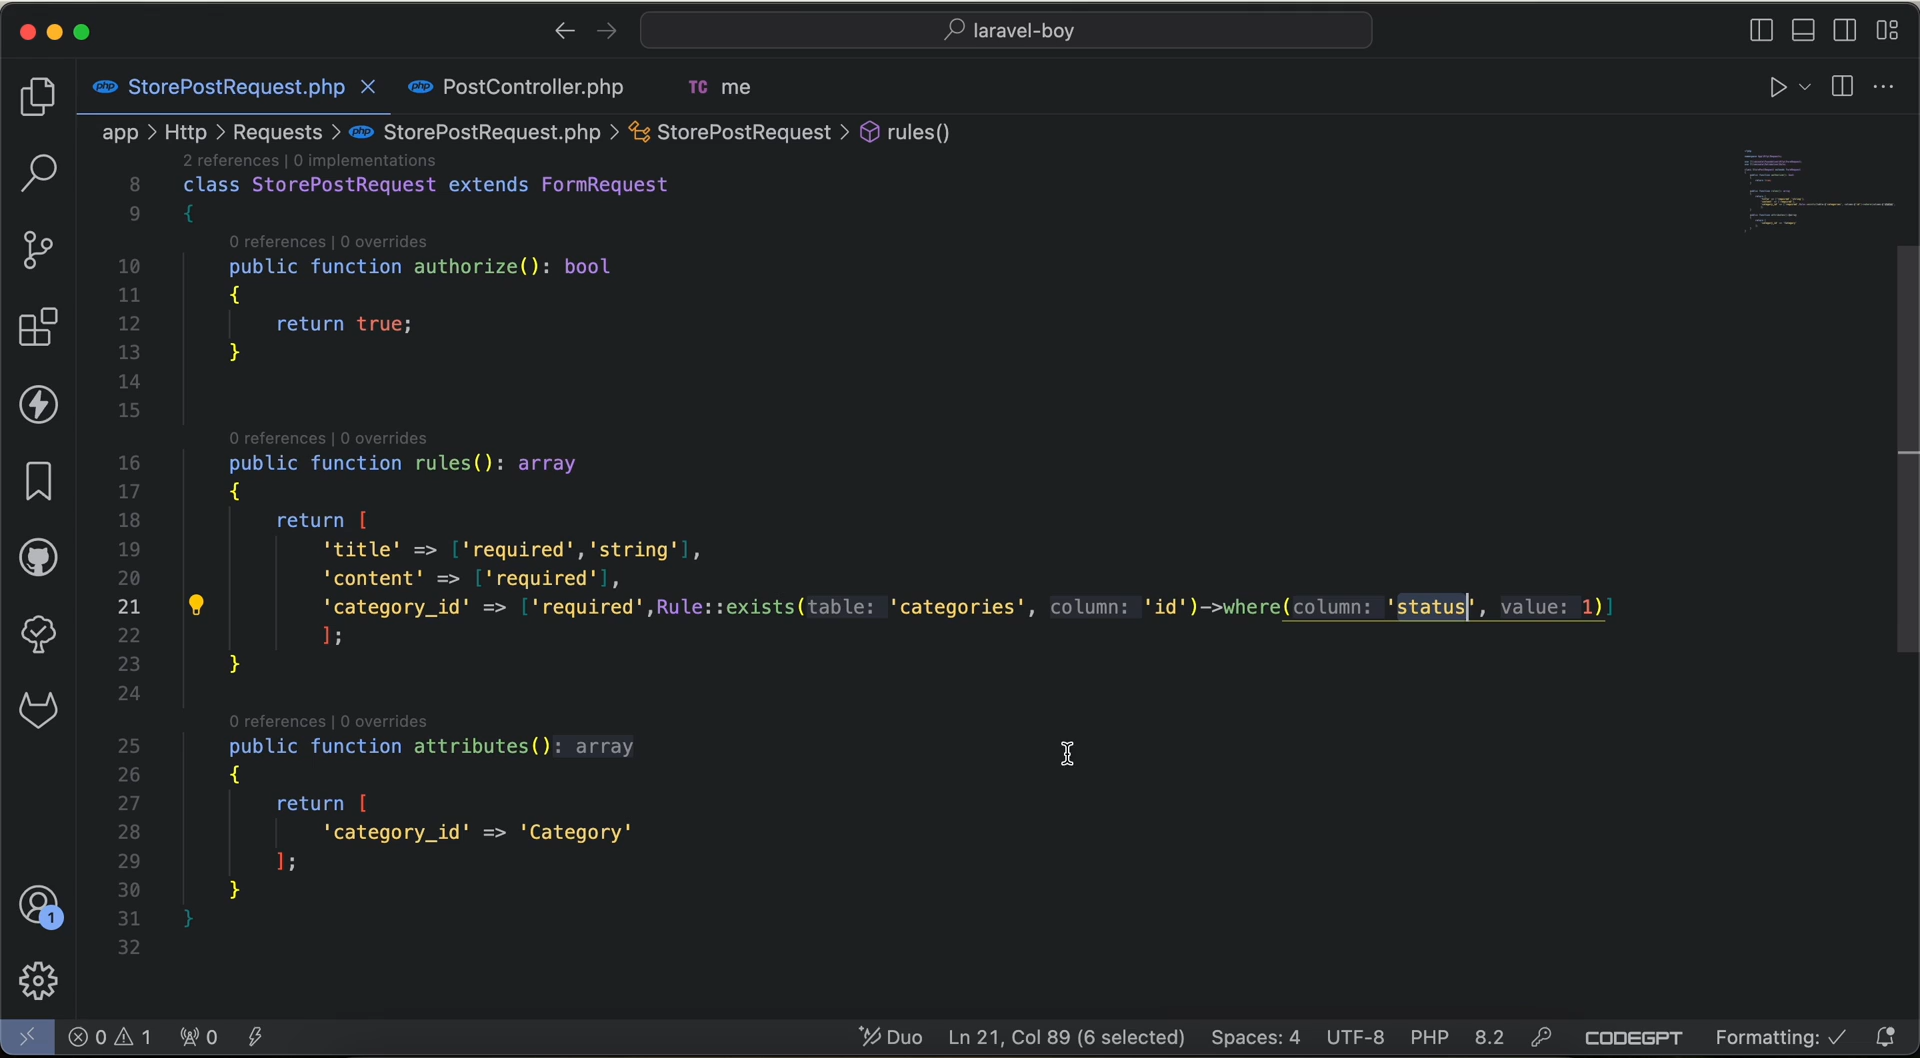 laravel-boy
StorePostRequest.php
PostController.php
TC me
app > Http > Requests > StorePostRequest.php > StorePostRequest > rules()
2 references | 0 implementations
8 class StorePostRequest extends FormRequest
9 {
0 references | 0 overrides
10 public function authorize(): bool
11 {
12 return true;
13 }
14
15
0 references | 0 overrides
16 public function rules(): array
17 {
18 return [
19 'title' => ['required','string'],
20 'content' => ['required'],
21 'category_id' => ['required',Rule::exists(table: 'categories', column: 'id')->where(column: 'status', value: 1)]
22 ];
23 }
24
0 references | 0 overrides
25 public function attributes(): array
26 {
27 return [
28 'category_id' => 'Category'
29 ];
30 }
31 }
32
1
0 1 0 Duo Ln 21, Col 89 (6 selected) Spaces: 4 UTF-8 PHP 8.2 CODEGPT Formatting: ✓